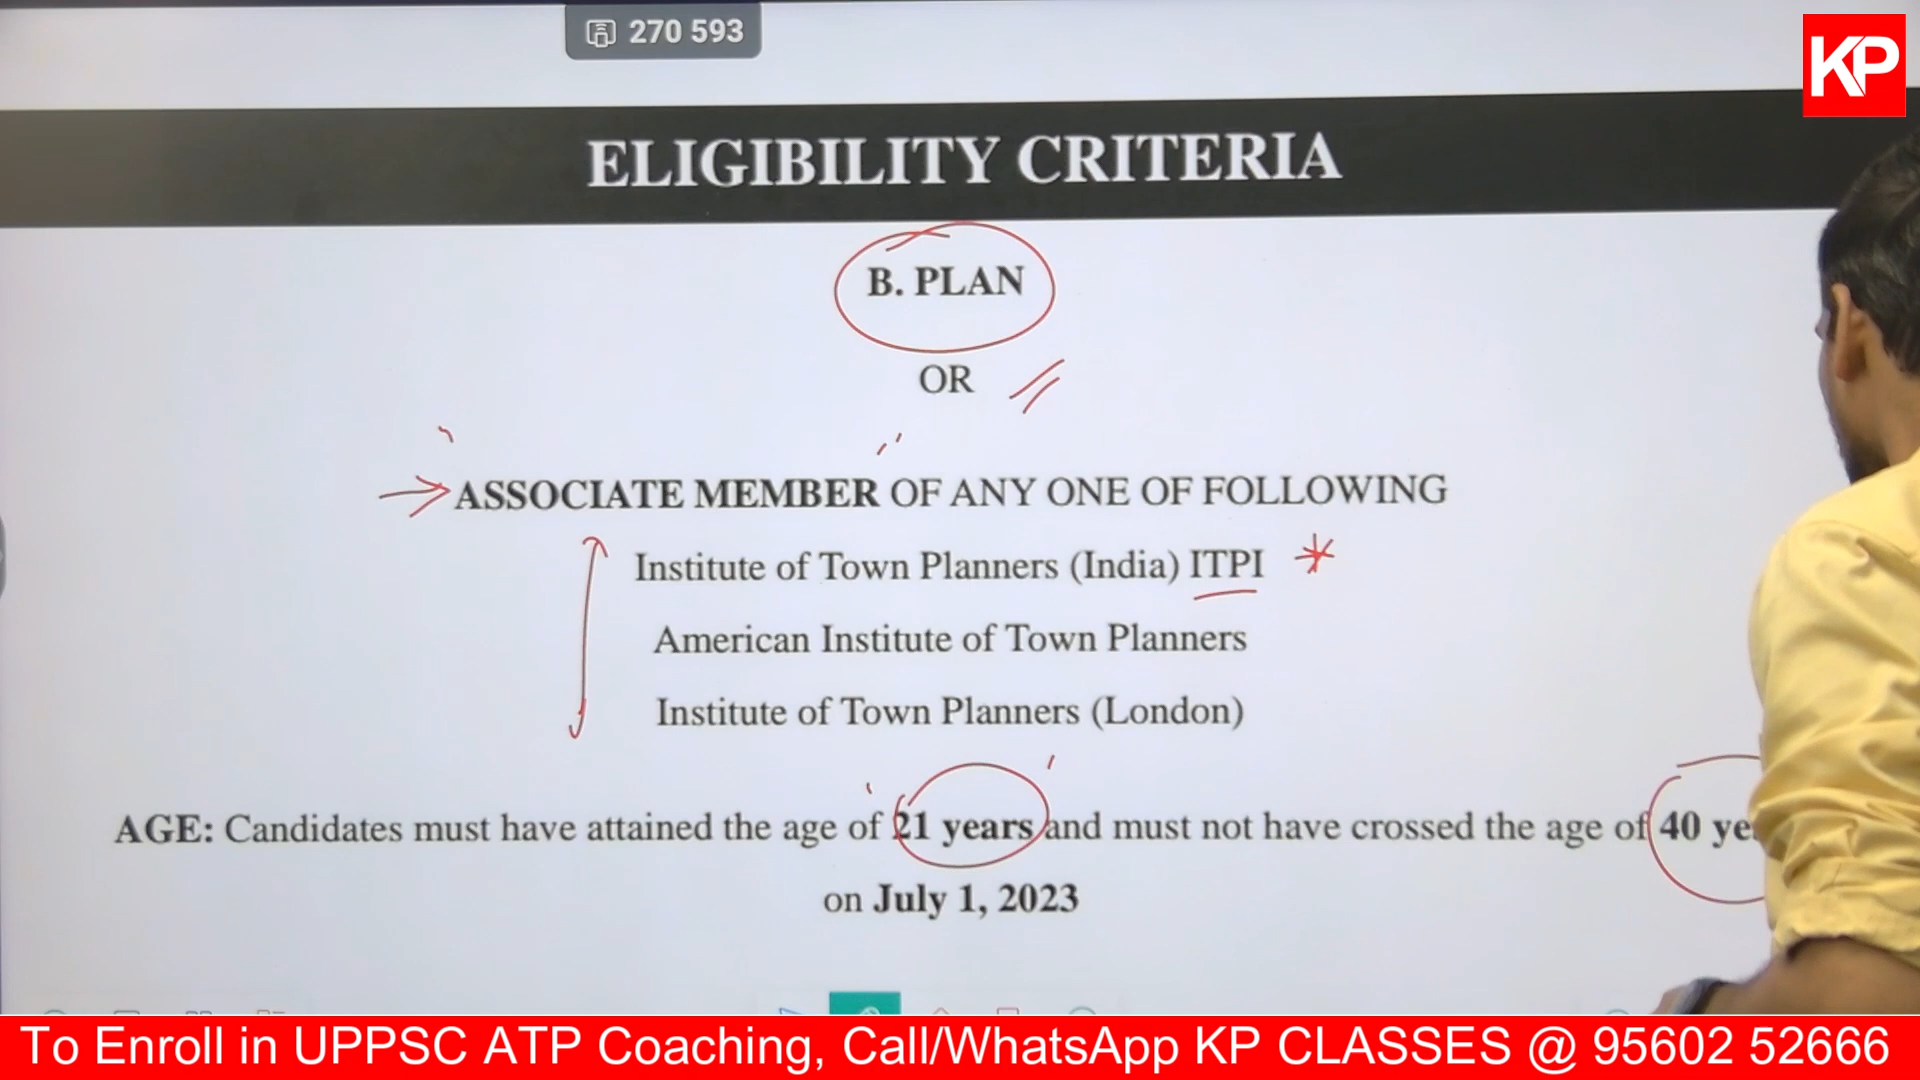 270 593
KP
ELIGIBILITY CRITERIA
B. PLAN
OR
ASSOCIATE MEMBER OF ANY ONE OF FOLLOWING
Institute of Town Planners (India) ITPI
American Institute of Town Planners
Institute of Town Planners (London)
AGE: Candidates must have attained the age of 21 years and must not have crossed the age of 40
on July 1, 2023
To Enroll in UPPSC ATP Coaching, Call/WhatsApp KP CLASSES @ 95602 52666